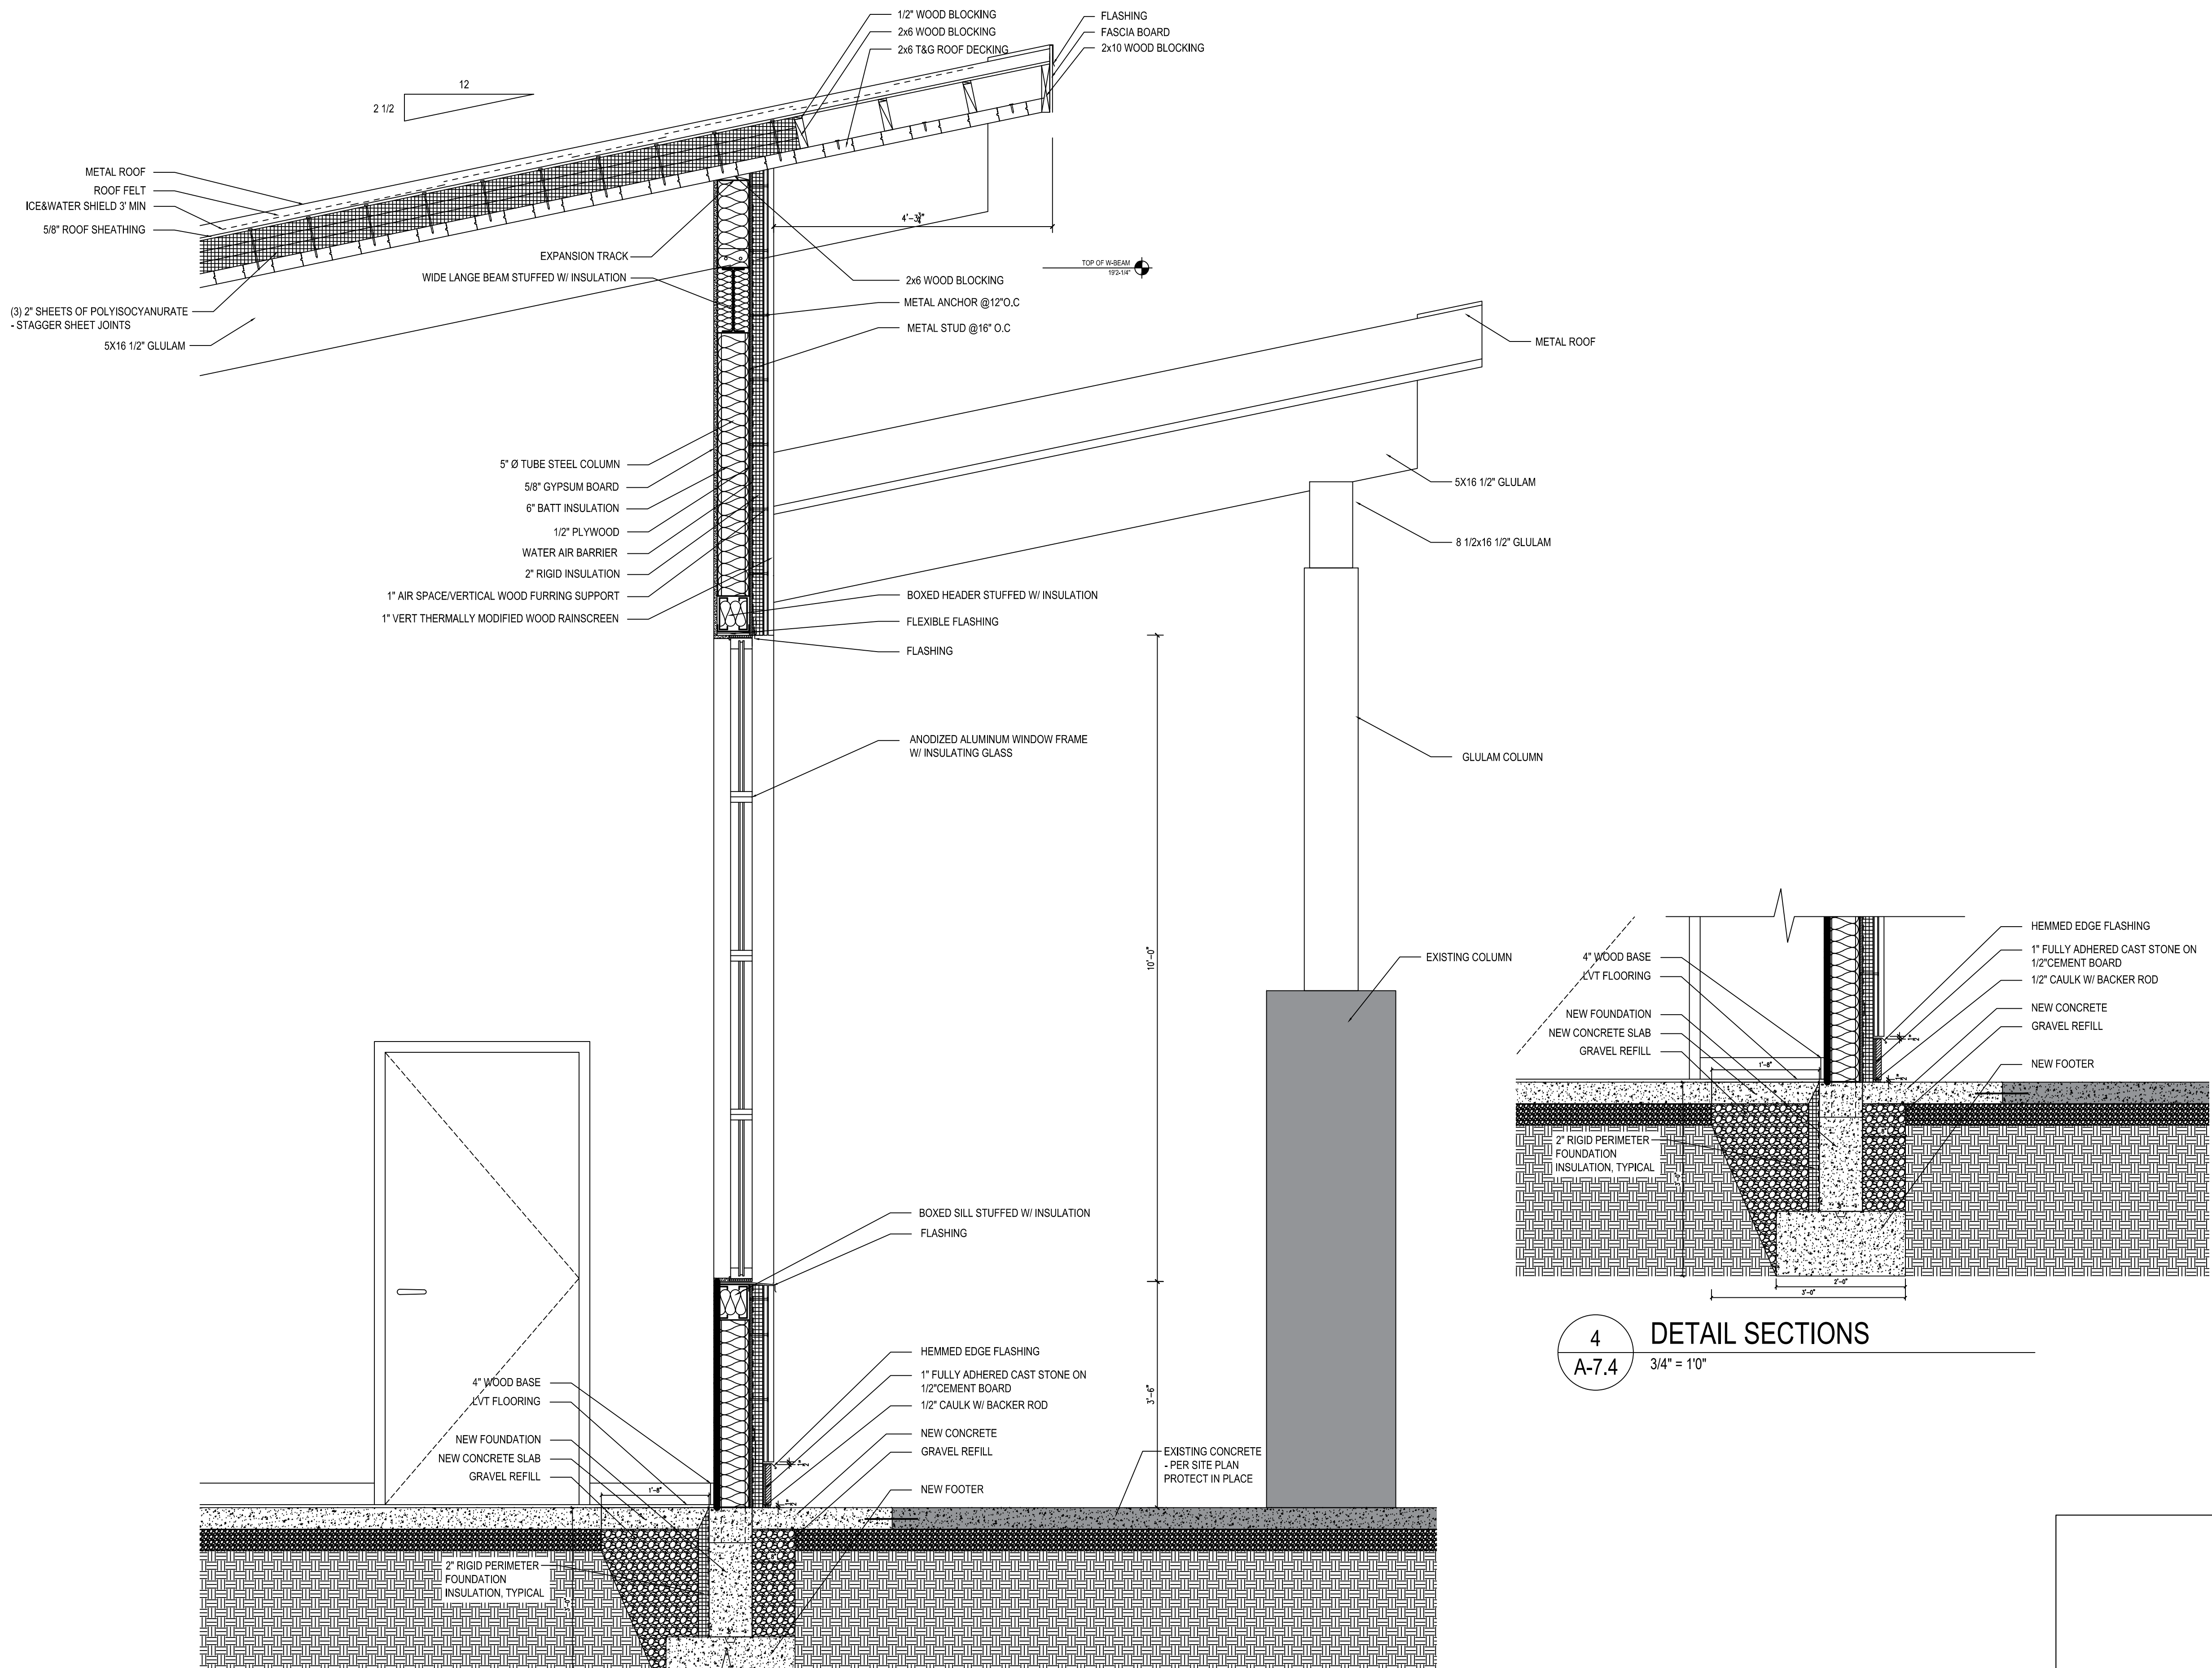 1/2" WOOD BLOCKING
2x6 WOOD BLOCKING
2x6 T&G ROOF DECKING
FLASHING
FASCIA BOARD
2x10 WOOD BLOCKING
12
2 1/2
METAL ROOF
ROOF FELT
ICE&WATER SHIELD 3' MIN
5/8" ROOF SHEATHING
(3) 2" SHEETS OF POLYISOCYANURATE
- STAGGER SHEET JOINTS
5X16 1/2" GLULAM
EXPANSION TRACK
WIDE LANGE BEAM STUFFED W/ INSULATION
4'-3¾"
TOP OF W-BEAM
19'2-1/4"
2x6 WOOD BLOCKING
METAL ANCHOR @12"O.C
METAL STUD @16" O.C
METAL ROOF
5" Ø TUBE STEEL COLUMN
5/8" GYPSUM BOARD
6" BATT INSULATION
1/2" PLYWOOD
WATER AIR BARRIER
2" RIGID INSULATION
1" AIR SPACE/VERTICAL WOOD FURRING SUPPORT
1" VERT THERMALLY MODIFIED WOOD RAINSCREEN
5X16 1/2" GLULAM
8 1/2x16 1/2" GLULAM
BOXED HEADER STUFFED W/ INSULATION
FLEXIBLE FLASHING
FLASHING
ANODIZED ALUMINUM WINDOW FRAME
W/ INSULATING GLASS
GLULAM COLUMN
10'-0"
EXISTING COLUMN
BOXED SILL STUFFED W/ INSULATION
FLASHING
3'-6"
HEMMED EDGE FLASHING
1" FULLY ADHERED CAST STONE ON
1/2"CEMENT BOARD
1/2" CAULK W/ BACKER ROD
NEW CONCRETE
GRAVEL REFILL
NEW FOOTER
EXISTING CONCRETE
- PER SITE PLAN
PROTECT IN PLACE
4" WOOD BASE
LVT FLOORING
NEW FOUNDATION
NEW CONCRETE SLAB
GRAVEL REFILL
1'-8"
2" RIGID PERIMETER
FOUNDATION
INSULATION, TYPICAL
3'-0"
4" WOOD BASE
LVT FLOORING
NEW FOUNDATION
NEW CONCRETE SLAB
GRAVEL REFILL
1'-8"
2" RIGID PERIMETER
FOUNDATION
INSULATION, TYPICAL
3'-0"
HEMMED EDGE FLASHING
1" FULLY ADHERED CAST STONE ON
1/2"CEMENT BOARD
1/2" CAULK W/ BACKER ROD
NEW CONCRETE
GRAVEL REFILL
NEW FOOTER
2'-0"
3'-0"
4
A-7.4
DETAIL SECTIONS
3/4" = 1'0"